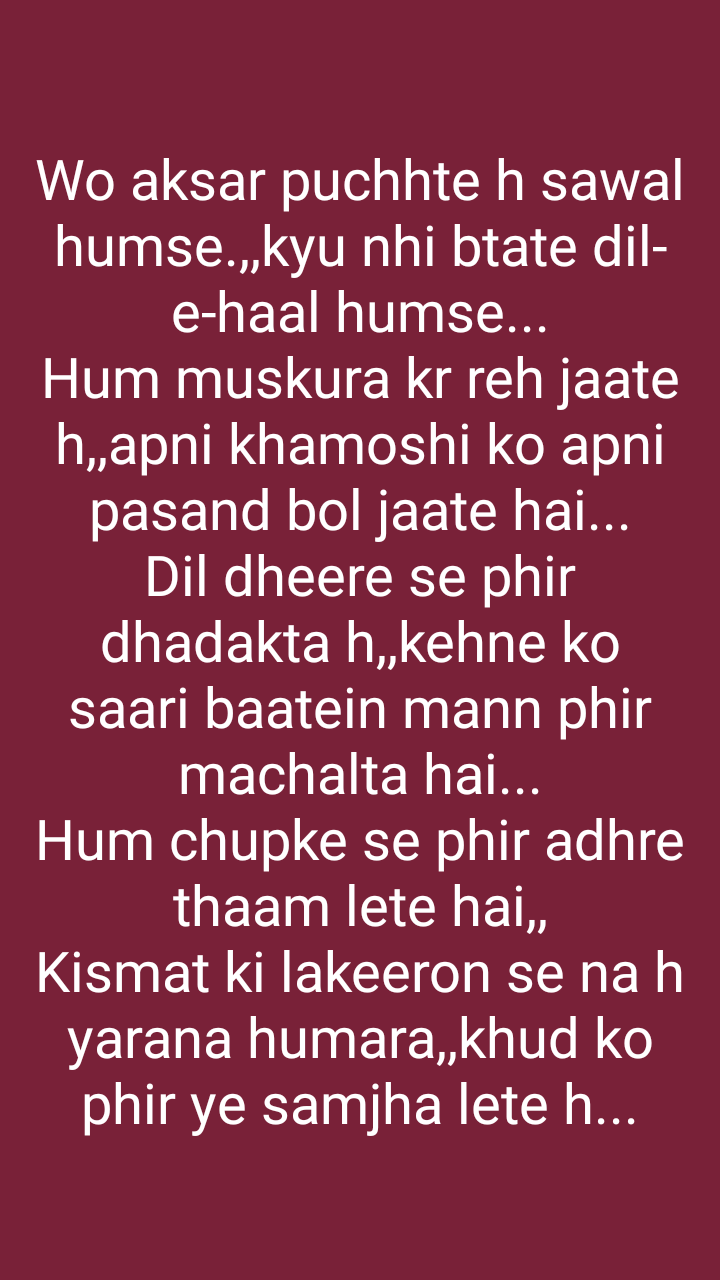 Wo aksar puchhte h sawal
humse.,,kyu nhi btate dil-
e-haal humse...
Hum muskura kr reh jaate
h,,apni khamoshi ko apni
pasand bol jaate hai...
Dil dheere se phir
dhadakta h,,kehne ko
saari baatein mann phir
machalta hai...
Hum chupke se phir adhre
thaam lete hai,,
Kismat ki lakeeron se na h
yarana humara,,khud ko
phir ye samjha lete h...